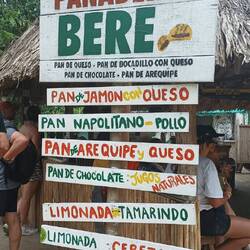 PANADERIA
BERE
PAN DE QUESO - PAN DE BOCADILLO CON QUESO
PAN DE CHOCOLATE - PAN DE AREQUIPE
PAN DE JAMON CON QUESO
PAN NAPOLITANO - POLLO
PAN DE AREQUIPE Y QUESO
PAN DE CHOCOLATE : JUGOS NATURALES
LIMONADA DE TAMARINDO
LIMONADA